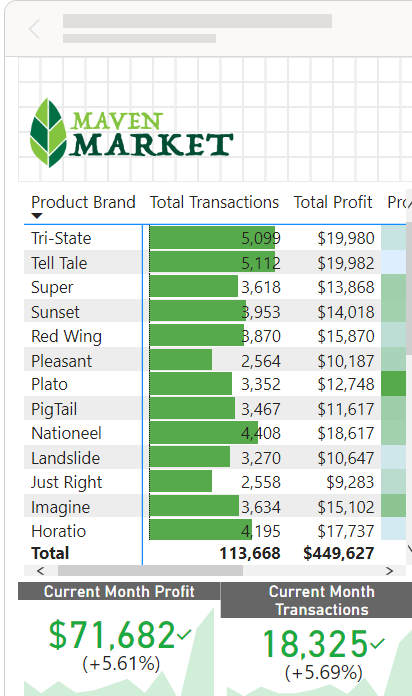 MAVEN
MARKET
Product Brand Total Transactions Total Profit Pro
Tri-State 5,099 $19,980
Tell Tale 5,112 $19,982
Super 3,618 $13,868
Sunset 3,953 $14,018
Red Wing 3,870 $15,870
Pleasant 2,564 $10,187
Plato 3,352 $12,748
PigTail 3,467 $11,617
Nationeel 4,408 $18,617
Landslide 3,270 $10,647
Just Right 2,558 $9,283
Imagine 3,634 $15,102
Horatio 4,195 $17,737
Total 113,668 $449,627
Current Month Profit
$71,682
(+5.61%)
Current Month
Transactions
18,325
(+5.69%)